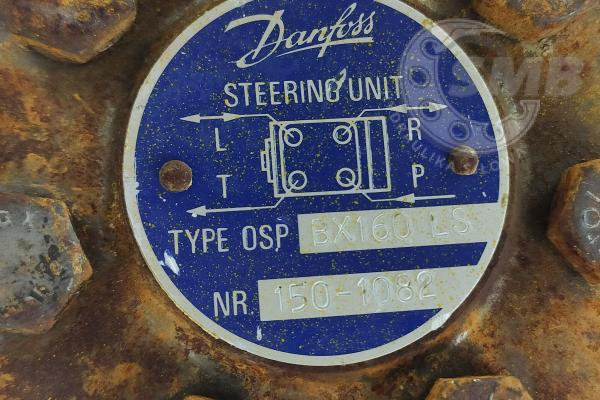 Danfoss
STEERING UNIT
L R
T P
TYPE OSP BX160 LS
NR. 150-1082
SMB